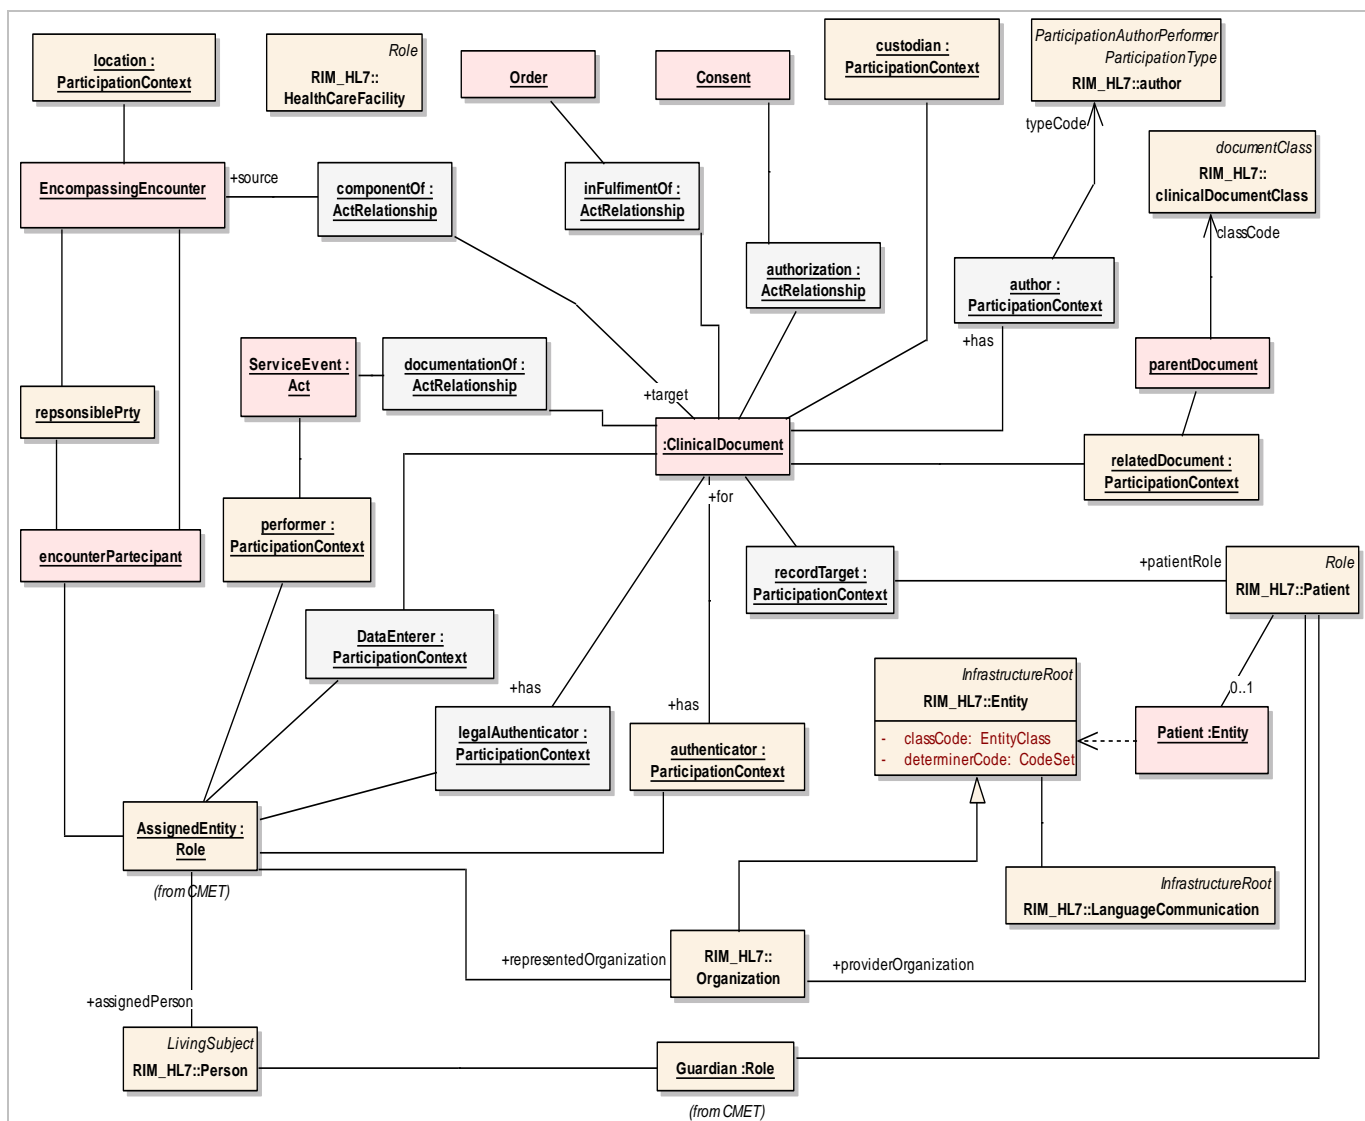 location :
ParticipationContext
Role
RIM_HL7::
HealthCareFacility
Order
Consent
custodian :
ParticipationContext
ParticipationAuthorPerformer
ParticipationType
RIM_HL7::author
typeCode
documentClass
RIM_HL7::
clinicalDocumentClass
classCode
EncompassingEncounter
+source
componentOf :
ActRelationship
inFulfimentOf :
ActRelationship
authorization :
ActRelationship
author :
ParticipationContext
+has
ServiceEvent :
Act
documentationOf :
ActRelationship
+target
parentDocument
repsonsiblePrty
:ClinicalDocument
relatedDocument :
ParticipationContext
+for
performer :
ParticipationContext
encounterPartecipant
recordTarget :
ParticipationContext
+patientRole
Role
RIM_HL7::Patient
DataEnterer :
ParticipationContext
+has
+has
legalAuthenticator :
ParticipationContext
authenticator :
ParticipationContext
InfrastructureRoot
RIM_HL7::Entity
- classCode: EntityClass
- determinerCode: CodeSet
0..1
Patient :Entity
AssignedEntity :
Role
(from CMET)
InfrastructureRoot
RIM_HL7::LanguageCommunication
+representedOrganization
RIM_HL7::
Organization
+providerOrganization
+assignedPerson
LivingSubject
RIM_HL7::Person
Guardian :Role
(from CMET)